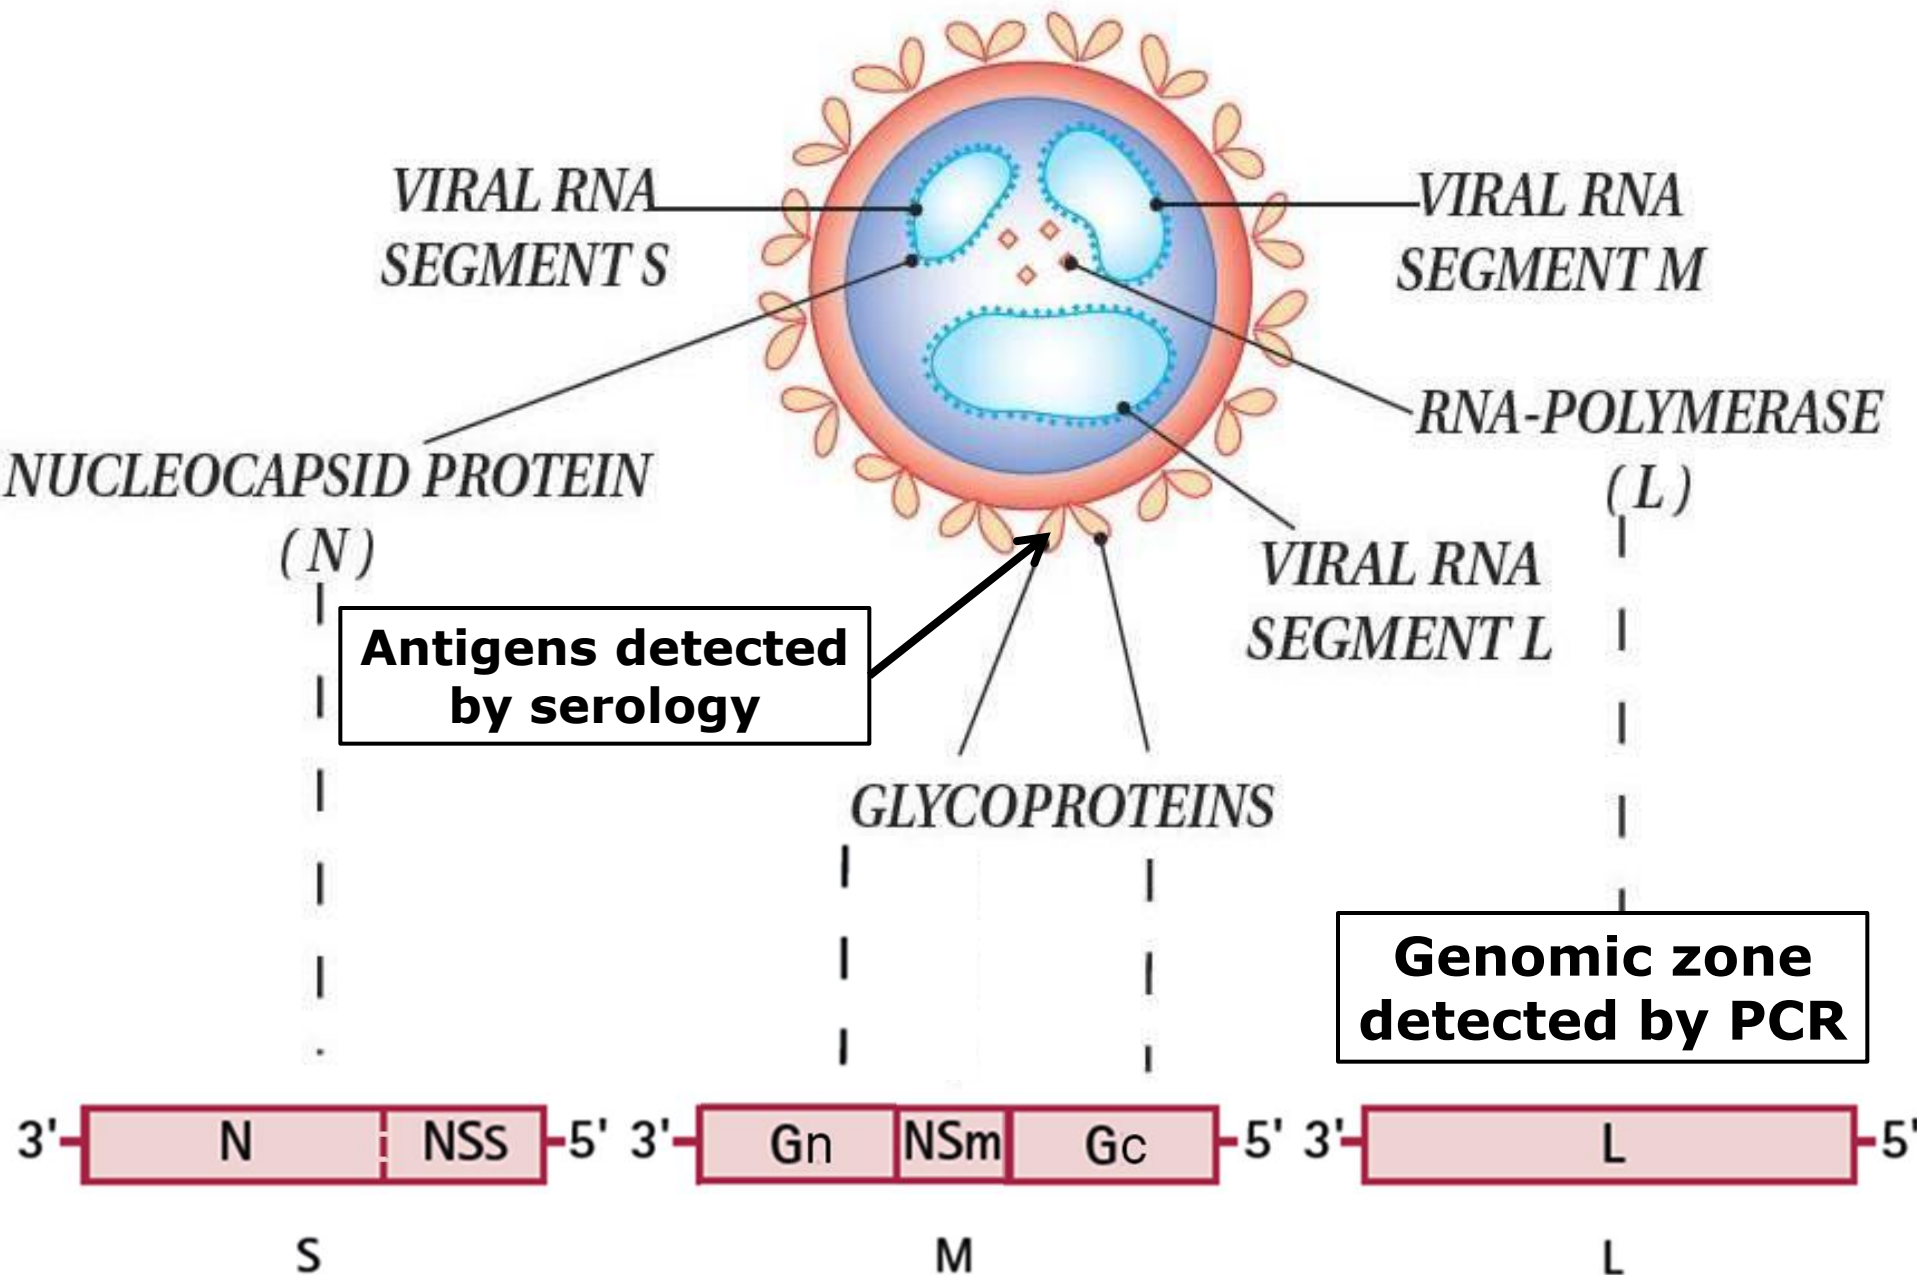 VIRAL RNA
SEGMENT S
VIRAL RNA
SEGMENT M
NUCLEOCAPSID PROTEIN
(N)
RNA-POLYMERASE
(L)
VIRAL RNA
SEGMENT L
Antigens detected
by serology
GLYCOPROTEINS
Genomic zone
detected by PCR
3' N NSs 5' 3' Gn NSm Gc 5' 3' L 5'
S M L